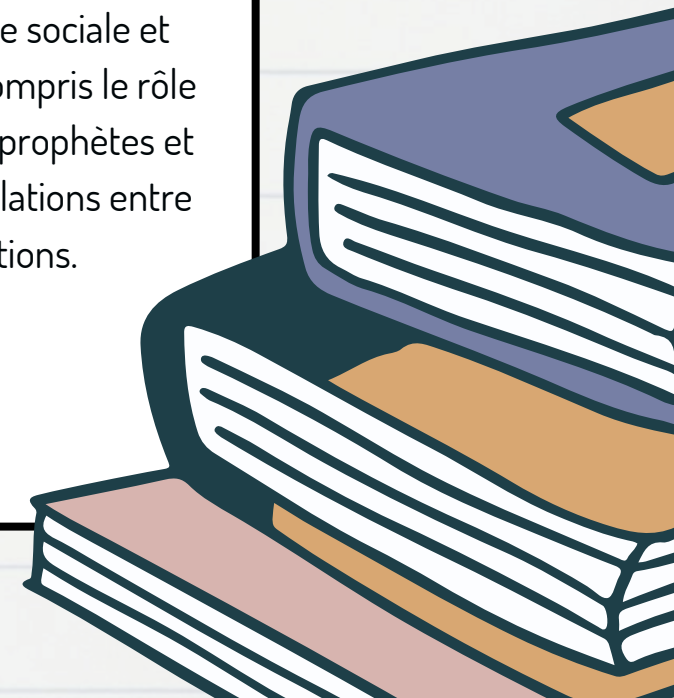 e sociale et
ompris le rôle
prophètes et
lations entre
tions.